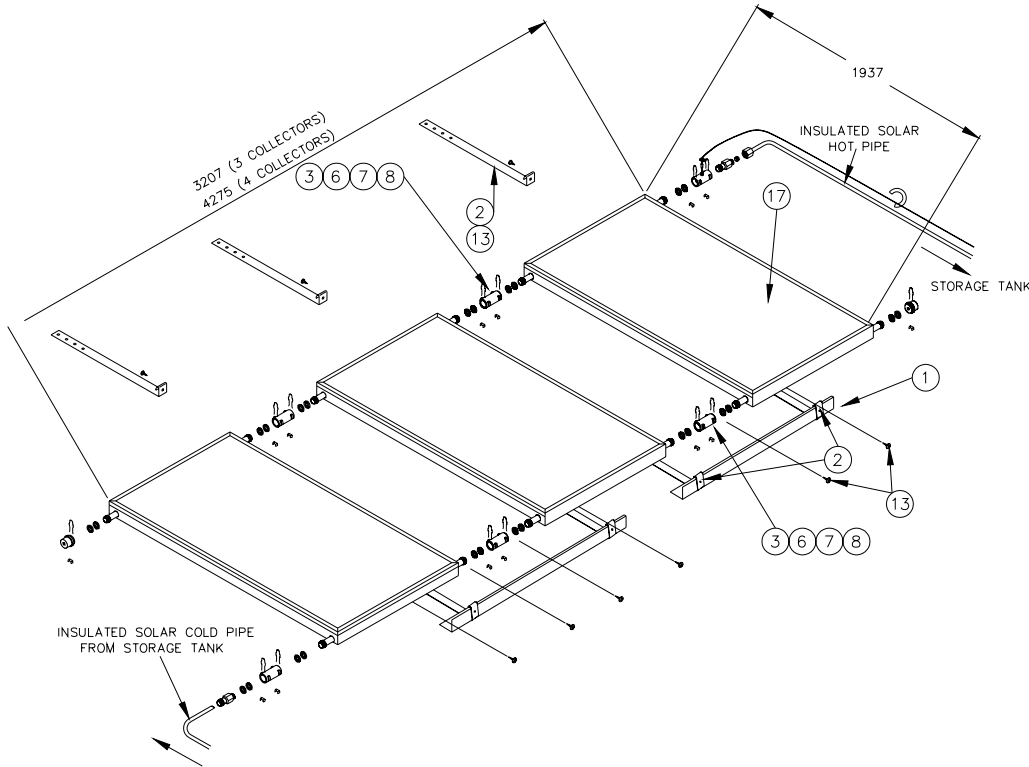 1937
3207 (3 COLLECTORS)
4275 (4 COLLECTORS)
INSULATED SOLAR
HOT PIPE
3 6 7 8
2
13
17
STORAGE TANK
1
2
13
3 6 7 8
INSULATED SOLAR COLD PIPE
FROM STORAGE TANK